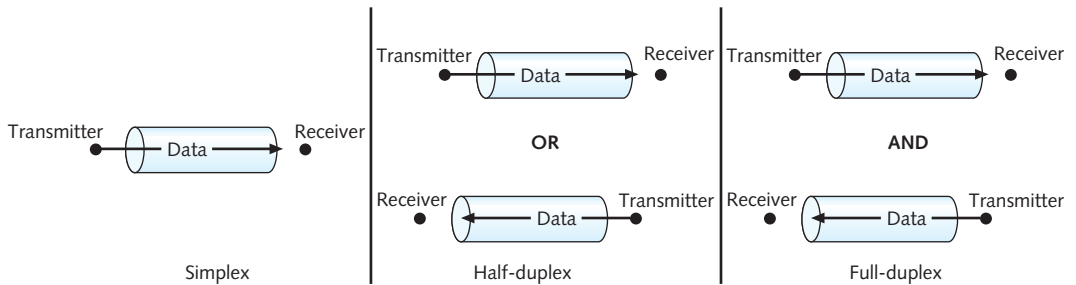 Transmitter
Data
Receiver
Simplex
Transmitter
Data
Receiver
OR
Receiver
Data
Transmitter
Half-duplex
Transmitter
Data
Receiver
AND
Receiver
Data
Transmitter
Full-duplex